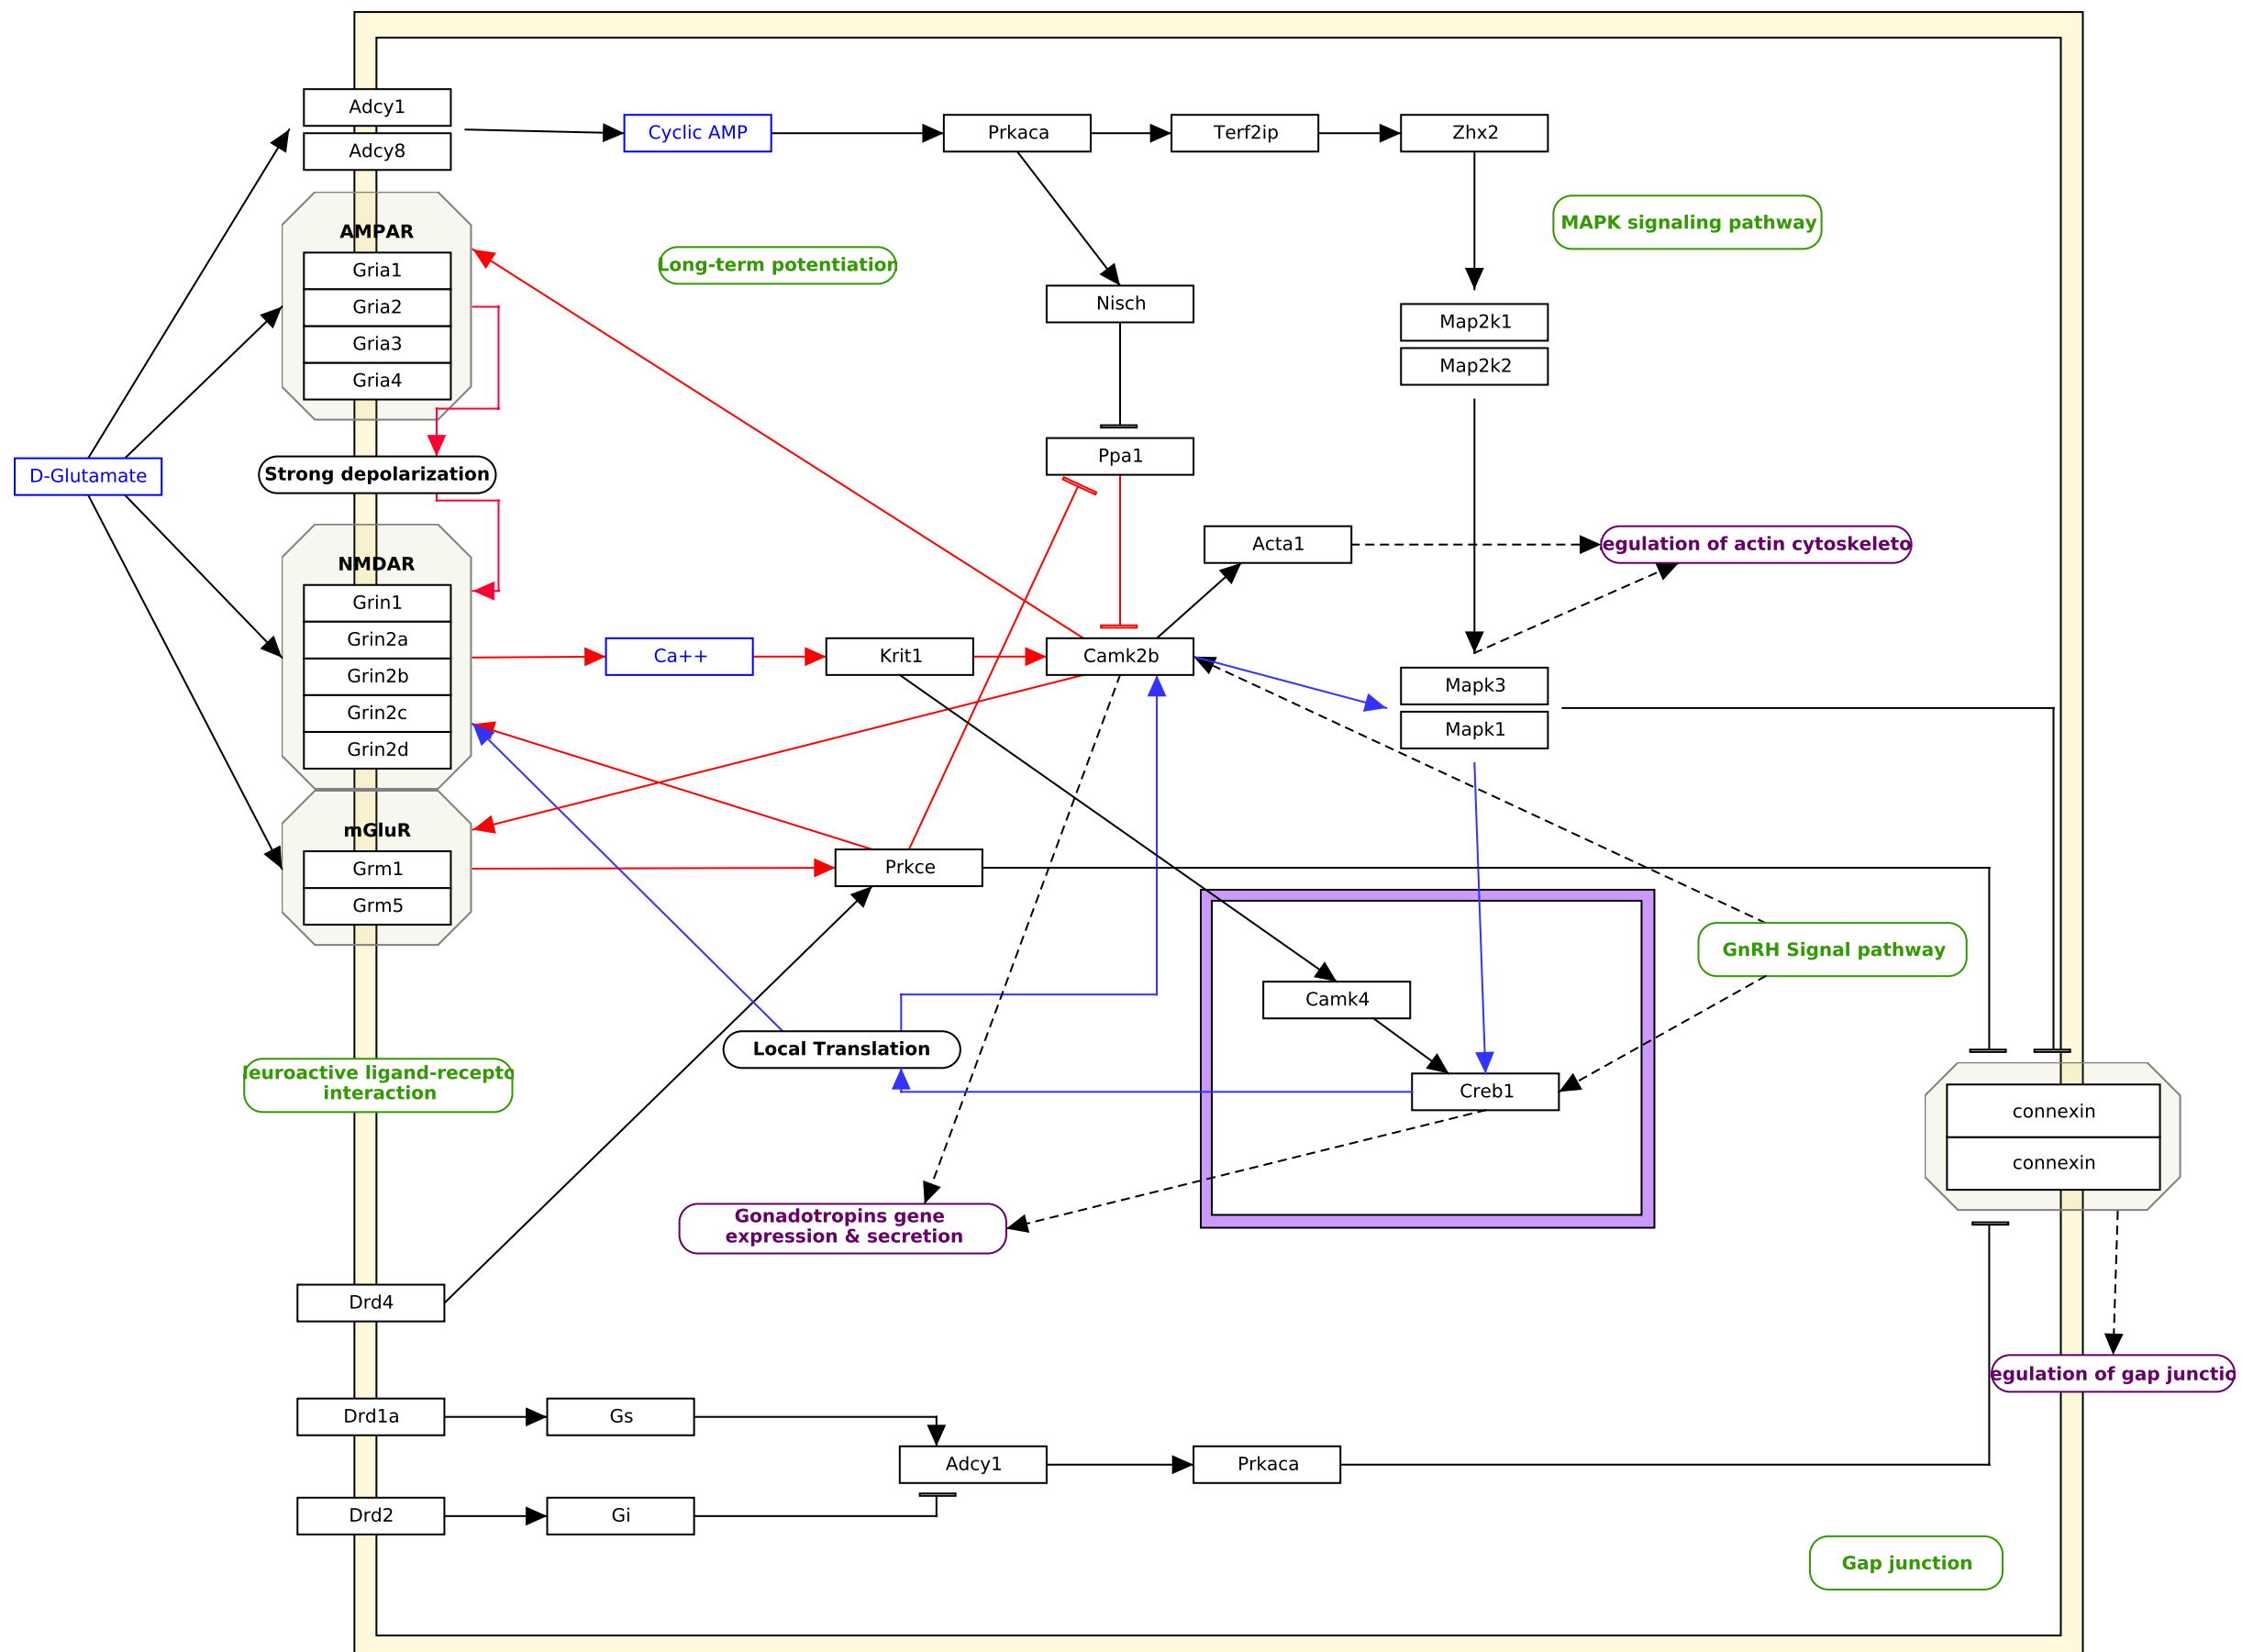 Adcy1
Adcy8
Cyclic AMP
Prkaca
Terf2ip
Zhx2
MAPK signaling pathway
AMPAR
Gria1
Gria2
Gria3
Gria4
Long-term potentiation
Nisch
Map2k1
Map2k2
Ppa1
D-Glutamate
Strong depolarization
Acta1
egulation of actin cytoskeleto
NMDAR
Grin1
Grin2a
Grin2b
Grin2c
Grin2d
Ca++
Krit1
Camk2b
Mapk3
Mapk1
mGluR
Grm1
Grm5
Prkce
GnRH Signal pathway
Camk4
Creb1
Local Translation
euroactive ligand-recepto
interaction
connexin
connexin
Gonadotropins gene
expression & secretion
Drd4
egulation of gap junctio
Drd1a
Gs
Adcy1
Prkaca
Drd2
Gi
Gap junction